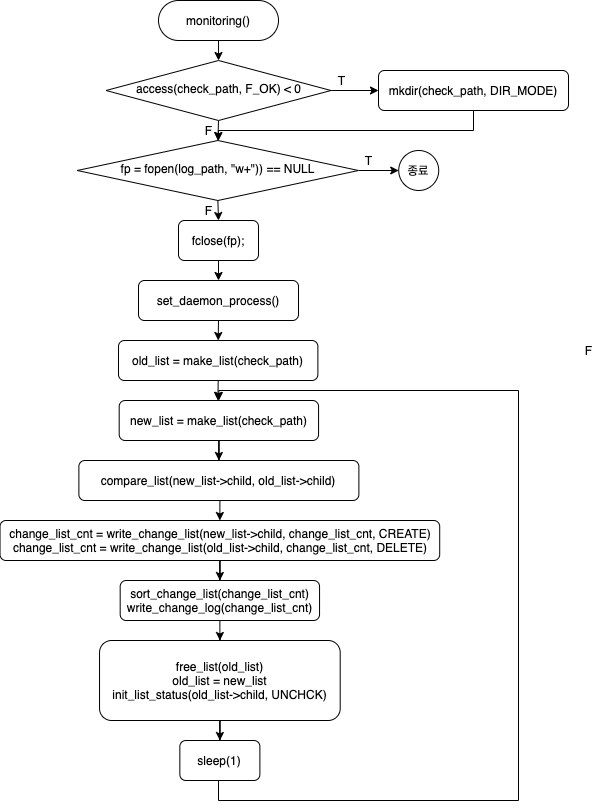 monitoring()
access(check_path, F_OK) < 0
T
mkdir(check_path, DIR_MODE)
F
fp = fopen(log_path, "w+")) == NULL
T
종료
F
fclose(fp);
set_daemon_process()
old_list = make_list(check_path)
F
new_list = make_list(check_path)
compare_list(new_list->child, old_list->child)
change_list_cnt = write_change_list(new_list->child, change_list_cnt, CREATE)
change_list_cnt = write_change_list(old_list->child, change_list_cnt, DELETE)
sort_change_list(change_list_cnt)
write_change_log(change_list_cnt)
free_list(old_list)
old_list = new_list
init_list_status(old_list->child, UNCHCK)
sleep(1)